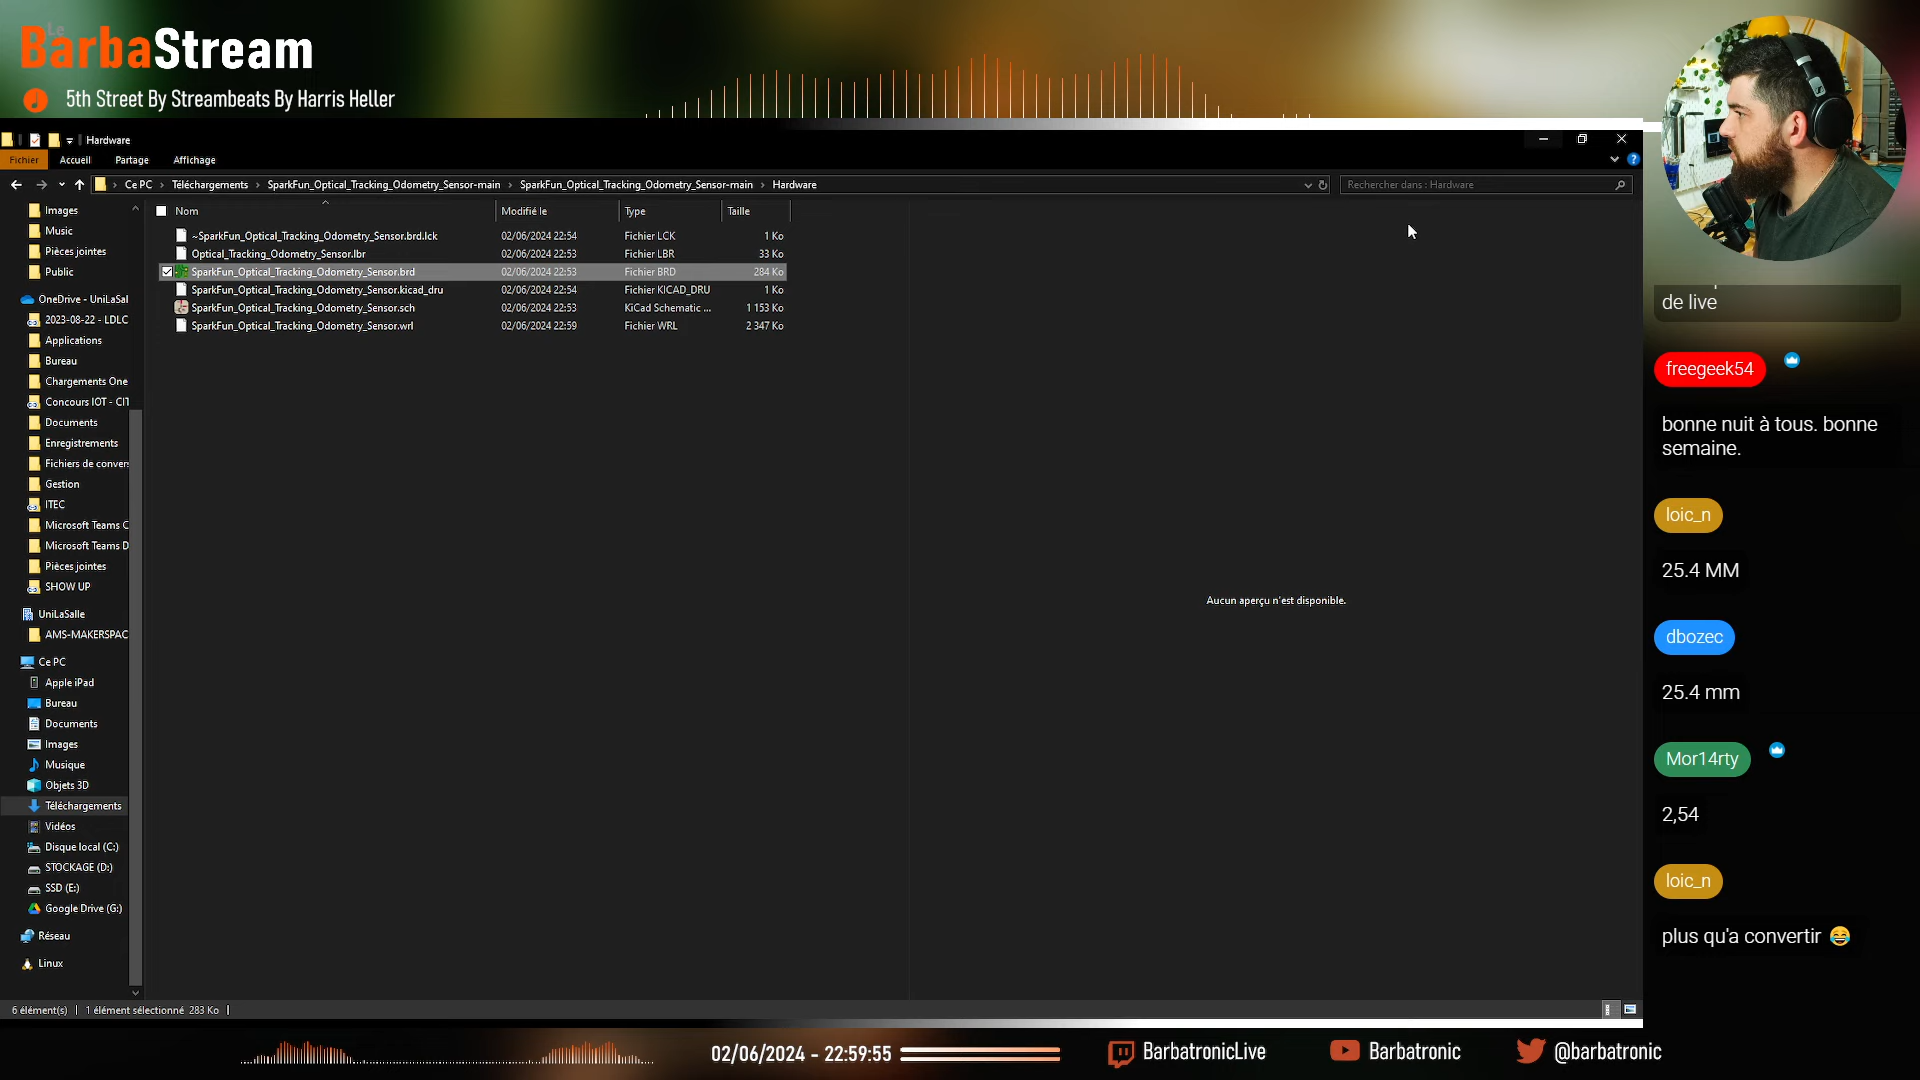 Le
BarbaStream
5th Street By Streambeats By Harris Heller
Hardware
Fichier Accueil Partage Affichage
Ce PC > Téléchargements > SparkFun_Optical_Tracking_Odometry_Sensor-main > SparkFun_Optical_Tracking_Odometry_Sensor-main > Hardware
Rechercher dans : Hardware
Nom Modifié le Type Taille
~SparkFun_Optical_Tracking_Odometry_Sensor.brd.lck 02/06/2024 22:54 Fichier LCK 1 Ko
Optical_Tracking_Odometry_Sensor.lbr 02/06/2024 22:53 Fichier LBR 33 Ko
SparkFun_Optical_Tracking_Odometry_Sensor.brd 02/06/2024 22:53 Fichier BRD 284 Ko
SparkFun_Optical_Tracking_Odometry_Sensor.kicad_dru 02/06/2024 22:54 Fichier KICAD_DRU 1 Ko
SparkFun_Optical_Tracking_Odometry_Sensor.sch 02/06/2024 22:53 KiCad Schematic ... 1 153 Ko
SparkFun_Optical_Tracking_Odometry_Sensor.wrl 02/06/2024 22:59 Fichier WRL 2 347 Ko
Images
Music
Pièces jointes
Public
OneDrive - UniLaSal
2023-08-22 - LDLC
Applications
Bureau
Chargements One
Concours IOT - CIT
Documents
Enregistrements
Fichiers de convers
Gestion
ITEC
Microsoft Teams C
Microsoft Teams D
Pièces jointes
SHOW UP
UniLaSalle
AMS-MAKERSPAC
Ce PC
Apple iPad
Bureau
Documents
Images
Musique
Objets 3D
Téléchargements
Vidéos
Disque local (C:)
STOCKAGE (D:)
SSD (E:)
Google Drive (G:)
Réseau
Linux
Aucun aperçu n'est disponible.
6 élément(s) 1 élément sélectionné 283 Ko
de live
freegeek54
bonne nuit à tous. bonne
semaine.
loic_n
25.4 MM
dbozec
25.4 mm
Mor14rty
2,54
loic_n
plus qu'a convertir 😂
02/06/2024 - 22:59:55
BarbatronicLive
Barbatronic
@barbatronic